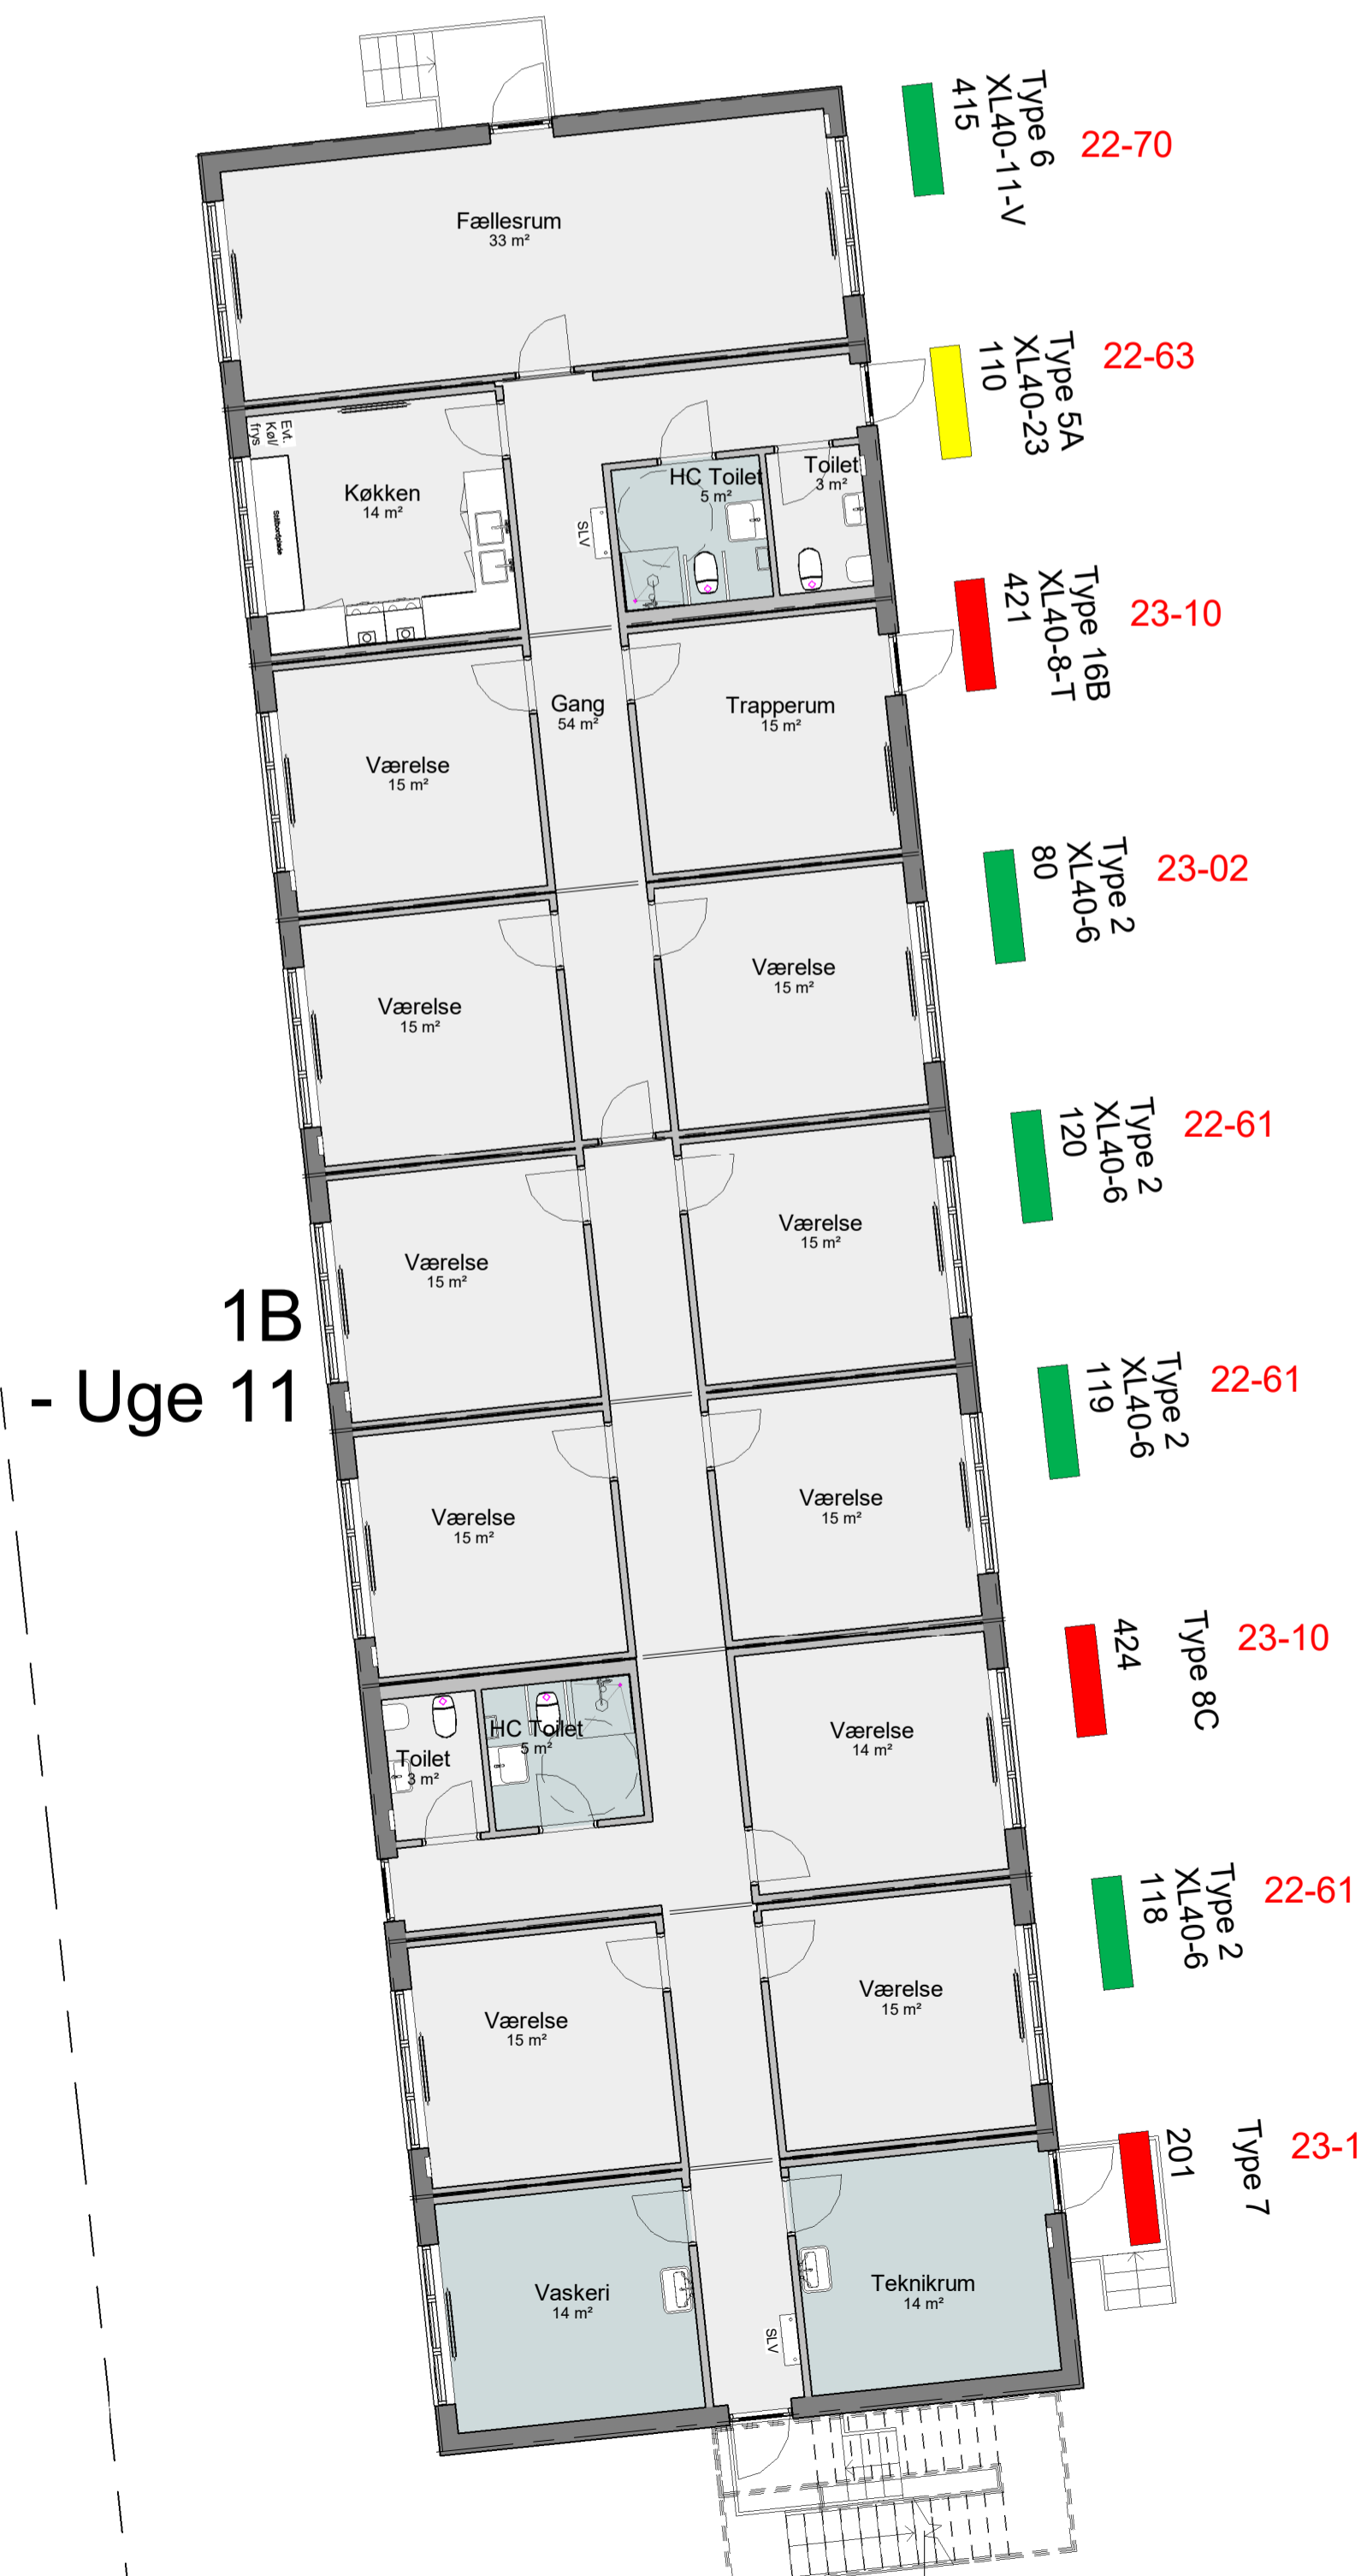 Type 6
XL40-11-V
415
22-70
Fællesrum
33 m²
Type 5A
XL40-23
110
22-63
Evt.
Køl/
frys
Stålbordplade
Køkken
14 m²
SLV
HC Toilet
5 m²
Toilet
3 m²
Type 16B
XL40-8-T
421
23-10
Gang
54 m²
Trapperum
15 m²
Værelse
15 m²
Type 2
XL40-6
80
23-02
Værelse
15 m²
Værelse
15 m²
Type 2
XL40-6
120
22-61
Værelse
15 m²
Værelse
15 m²
1B
- Uge 11
Type 2
XL40-6
119
22-61
Værelse
15 m²
Værelse
15 m²
Type 8C
424
23-10
HC Toilet
5 m²
Toilet
3 m²
Værelse
14 m²
Type 2
XL40-6
118
22-61
Værelse
15 m²
Værelse
15 m²
Type 7
201
23-1
Vaskeri
14 m²
SLV
Teknikrum
14 m²